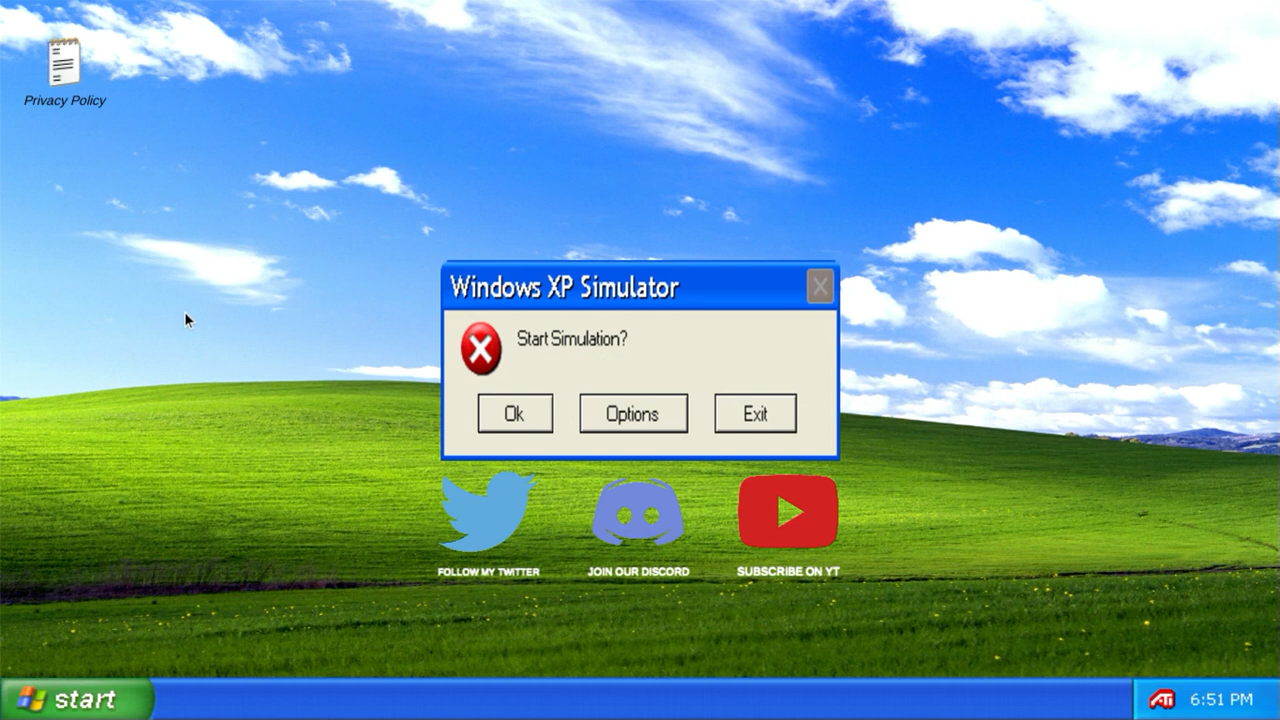 Privacy Policy
Windows XP Simulator
Start Simulation?
Ok
Options
Exit
FOLLOW MY TWITTER
JOIN OUR DISCORD
SUBSCRIBE ON YT
start
ATi
6:51 PM